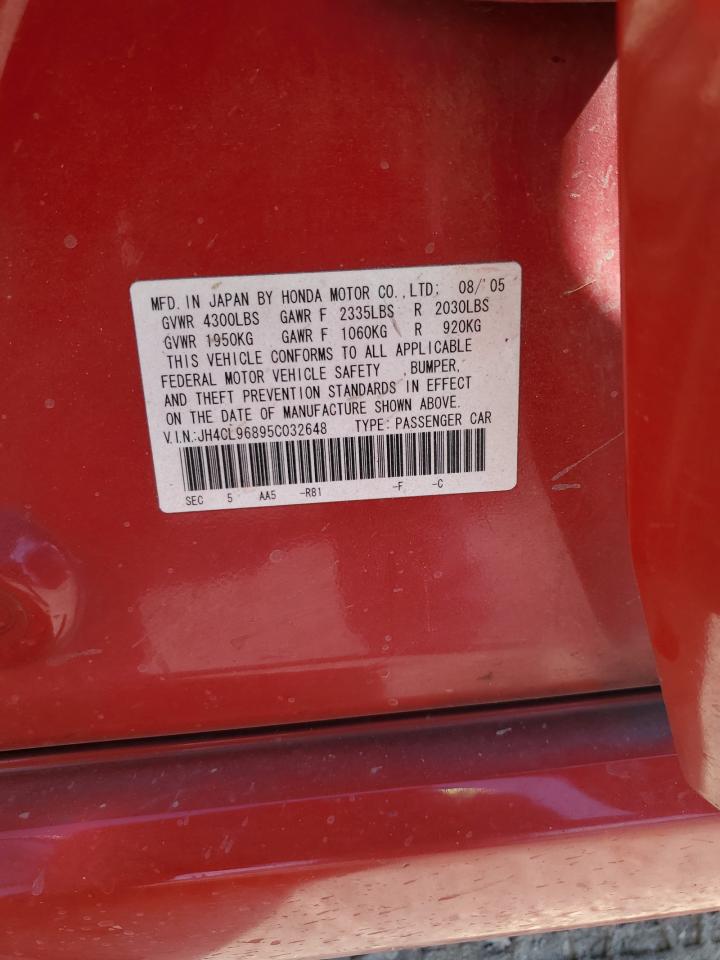 MFD. IN JAPAN BY HONDA MOTOR CO.,LTD: 08/'05
GVWR 4300LBS GAWR F 2335LBS R 2030LBS
GVWR 1950KG GAWR F 1060KG R 920KG
THIS VEHICLE CONFORMS TO ALL APPLICABLE
FEDERAL MOTOR VEHICLE SAFETY , BUMPER,
AND THEFT PREVENTION STANDARDS IN EFFECT
ON THE DATE OF MANUFACTURE SHOWN ABOVE.
V.I.N.:JH4CL96895C032648 TYPE: PASSENGER CAR
SEC 5 AA5 -R81 -F -C